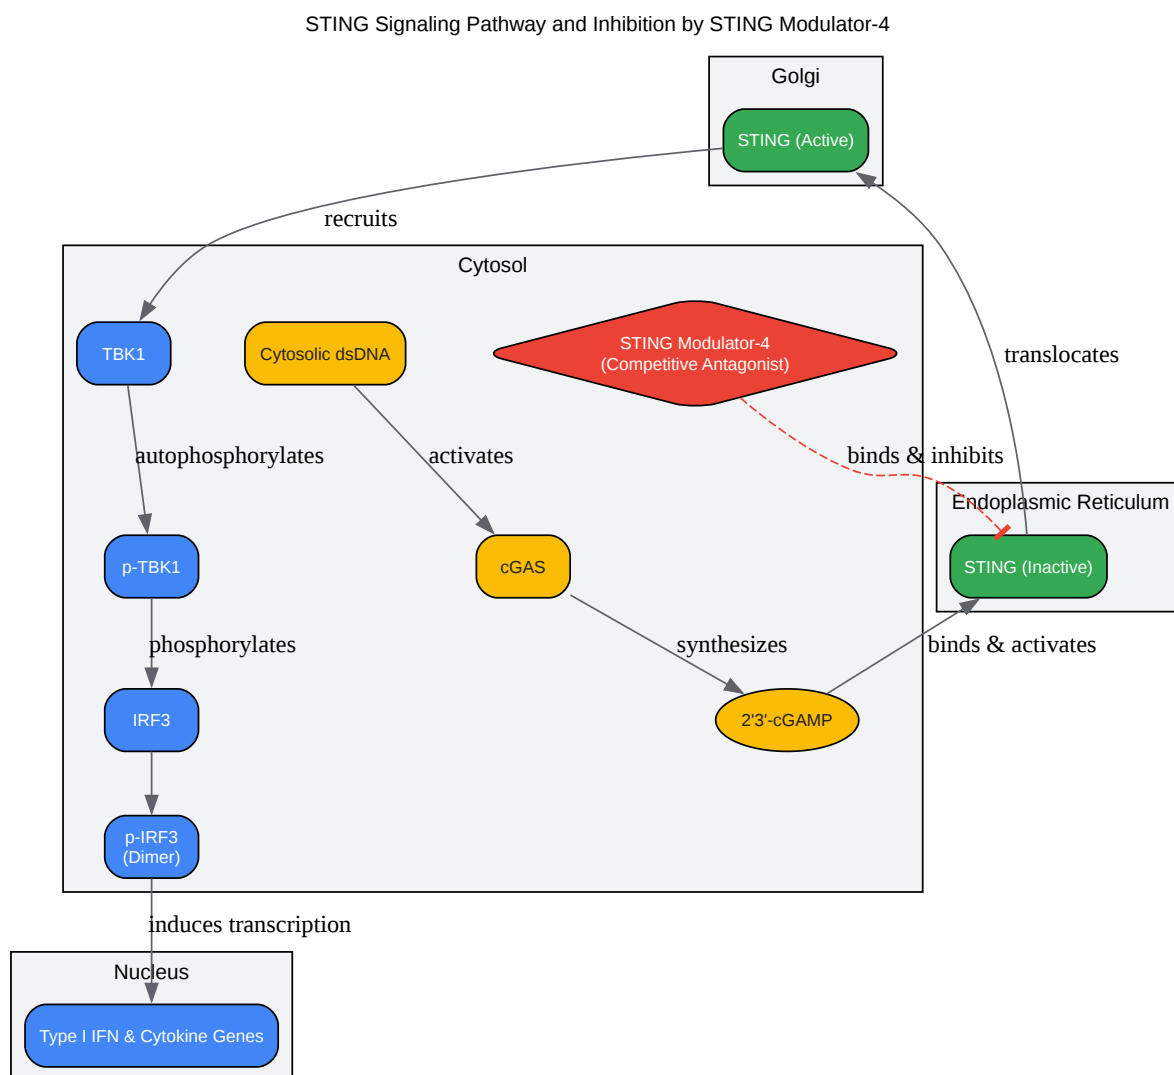 STING Signaling Pathway and Inhibition by STING Modulator-4
Golgi
STING (Active)
recruits
Cytosol
TBK1
Cytosolic dsDNA
STING Modulator-4
(Competitive Antagonist)
translocates
autophosphorylates
activates
binds & inhibits
Endoplasmic Reticulum
p-TBK1
cGAS
STING (Inactive)
phosphorylates
synthesizes
binds & activates
IRF3
2'3'-cGAMP
p-IRF3
(Dimer)
induces transcription
Nucleus
Type I IFN & Cytokine Genes